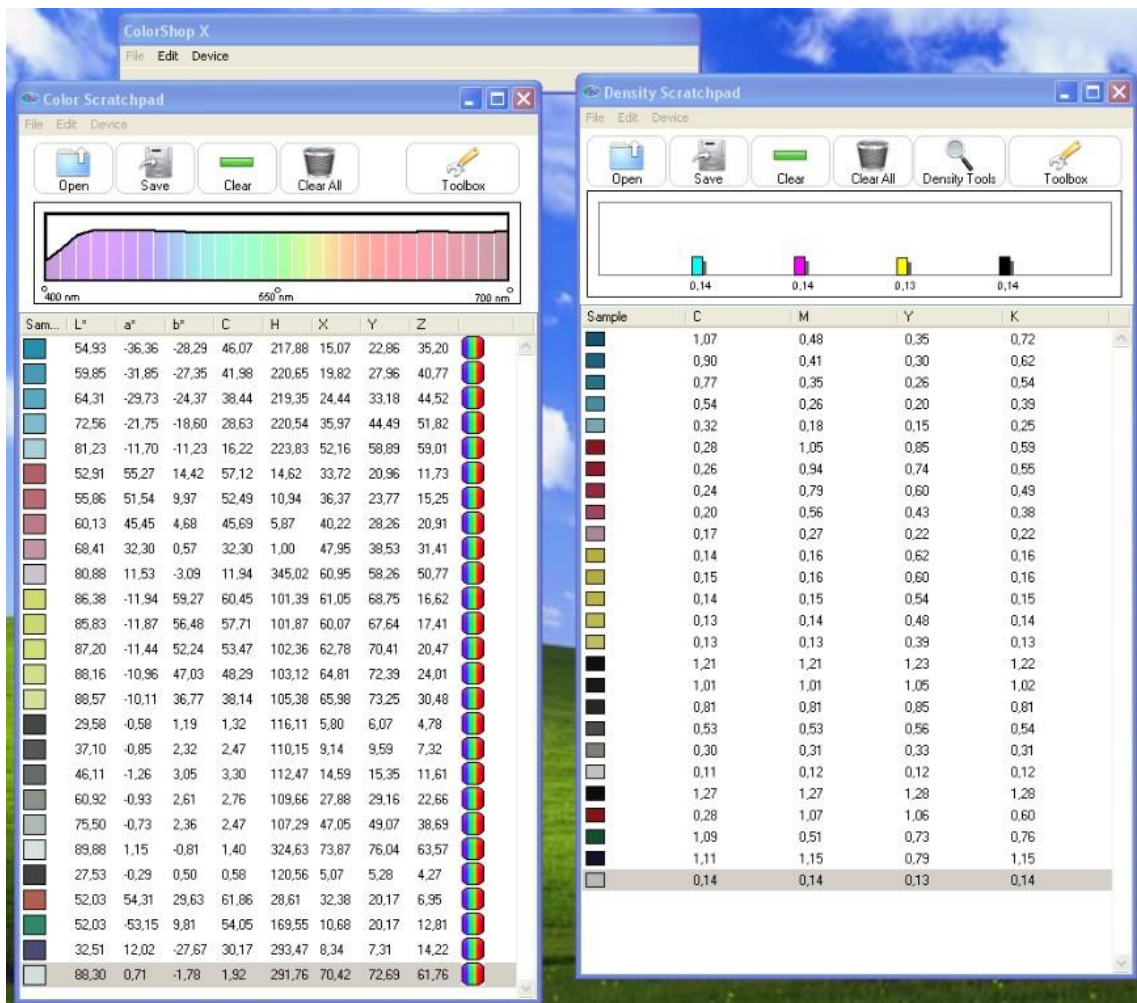 ColorShop X
File Edit Device
Color Scratchpad
File Edit Device
Open Save Clear Clear All Toolbox
400 nm 550 nm 700 nm
Sam... L* a* b* C H X Y Z
54,93 -36,36 -28,29 46,07 217,88 15,07 22,86 35,20
59,85 -31,85 -27,35 41,98 220,65 19,82 27,96 40,77
64,31 -29,73 -24,37 38,44 219,35 24,44 33,18 44,52
72,56 -21,75 -18,60 28,63 220,54 35,97 44,49 51,82
81,23 -11,70 -11,23 16,22 223,83 52,16 58,89 59,01
52,91 55,27 14,42 57,12 14,62 33,72 20,96 11,73
55,86 51,54 9,97 52,49 10,94 36,37 23,77 15,25
60,13 45,45 4,68 45,69 5,87 40,22 28,26 20,91
68,41 32,30 0,57 32,30 1,00 47,95 38,53 31,41
80,88 11,53 -3,09 11,94 345,02 60,95 58,26 50,77
86,38 -11,94 59,27 60,45 101,39 61,05 68,75 16,62
85,83 -11,87 56,48 57,71 101,87 60,07 67,64 17,41
87,20 -11,44 52,24 53,47 102,36 62,78 70,41 20,47
88,16 -10,96 47,03 48,29 103,12 64,81 72,39 24,01
88,57 -10,11 36,77 38,14 105,38 65,98 73,25 30,48
29,58 -0,58 1,19 1,32 116,11 5,80 6,07 4,78
37,10 -0,85 2,32 2,47 110,15 9,14 9,59 7,32
46,11 -1,26 3,05 3,30 112,47 14,59 15,35 11,61
60,92 -0,93 2,61 2,76 109,66 27,88 29,16 22,66
75,50 -0,73 2,36 2,47 107,29 47,05 49,07 38,69
89,88 1,15 -0,81 1,40 324,63 73,87 76,04 63,57
27,53 -0,29 0,50 0,58 120,56 5,07 5,28 4,27
52,03 54,31 29,63 61,86 28,61 32,38 20,17 6,95
52,03 -53,15 9,81 54,05 169,55 10,68 20,17 12,81
32,51 12,02 -27,67 30,17 293,47 8,34 7,31 14,22
88,30 0,71 -1,78 1,92 291,76 70,42 72,69 61,76
Density Scratchpad
File Edit Device
Open Save Clear Clear All Density Tools Toolbox
0,14 0,14 0,13 0,14
Sample C M Y K
1,07 0,48 0,35 0,72
0,90 0,41 0,30 0,62
0,77 0,35 0,26 0,54
0,54 0,26 0,20 0,39
0,32 0,18 0,15 0,25
0,28 1,05 0,85 0,59
0,26 0,94 0,74 0,55
0,24 0,79 0,60 0,49
0,20 0,56 0,43 0,38
0,17 0,27 0,22 0,22
0,14 0,16 0,62 0,16
0,15 0,16 0,60 0,16
0,14 0,15 0,54 0,15
0,13 0,14 0,48 0,14
0,13 0,13 0,39 0,13
1,21 1,21 1,23 1,22
1,01 1,01 1,05 1,02
0,81 0,81 0,85 0,81
0,53 0,53 0,56 0,54
0,30 0,31 0,33 0,31
0,11 0,12 0,12 0,12
1,27 1,27 1,28 1,28
0,28 1,07 1,06 0,60
1,09 0,51 0,73 0,76
1,11 1,15 0,79 1,15
0,14 0,14 0,13 0,14